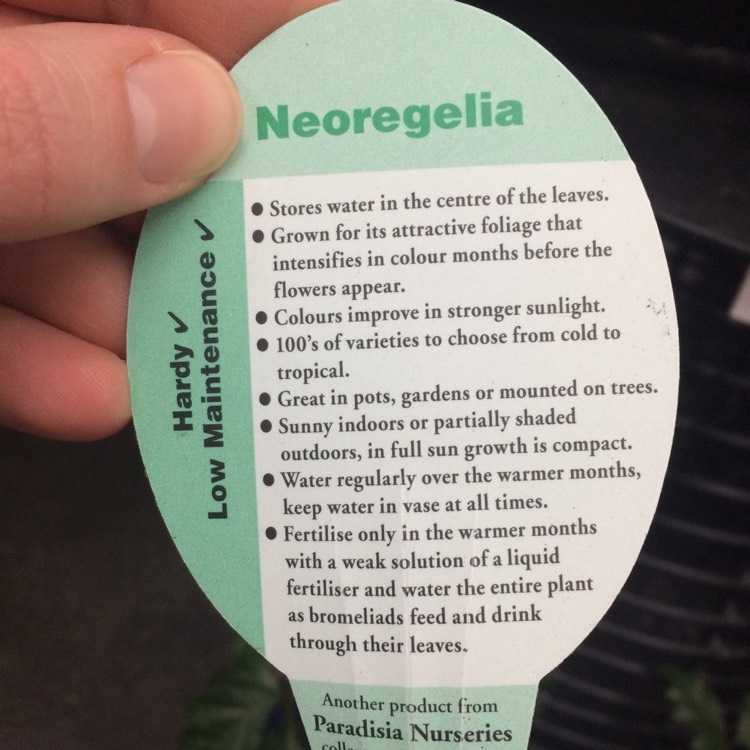 Neoregelia
Hardy ✓
Low Maintenance ✓
● Stores water in the centre of the leaves.
● Grown for its attractive foliage that
intensifies in colour months before the
flowers appear.
● Colours improve in stronger sunlight.
● 100's of varieties to choose from cold to
tropical.
● Great in pots, gardens or mounted on trees.
● Sunny indoors or partially shaded
outdoors, in full sun growth is compact.
● Water regularly over the warmer months,
keep water in vase at all times.
● Fertilise only in the warmer months
with a weak solution of a liquid
fertiliser and water the entire plant
as bromeliads feed and drink
through their leaves.
Another product from
Paradisia Nurseries